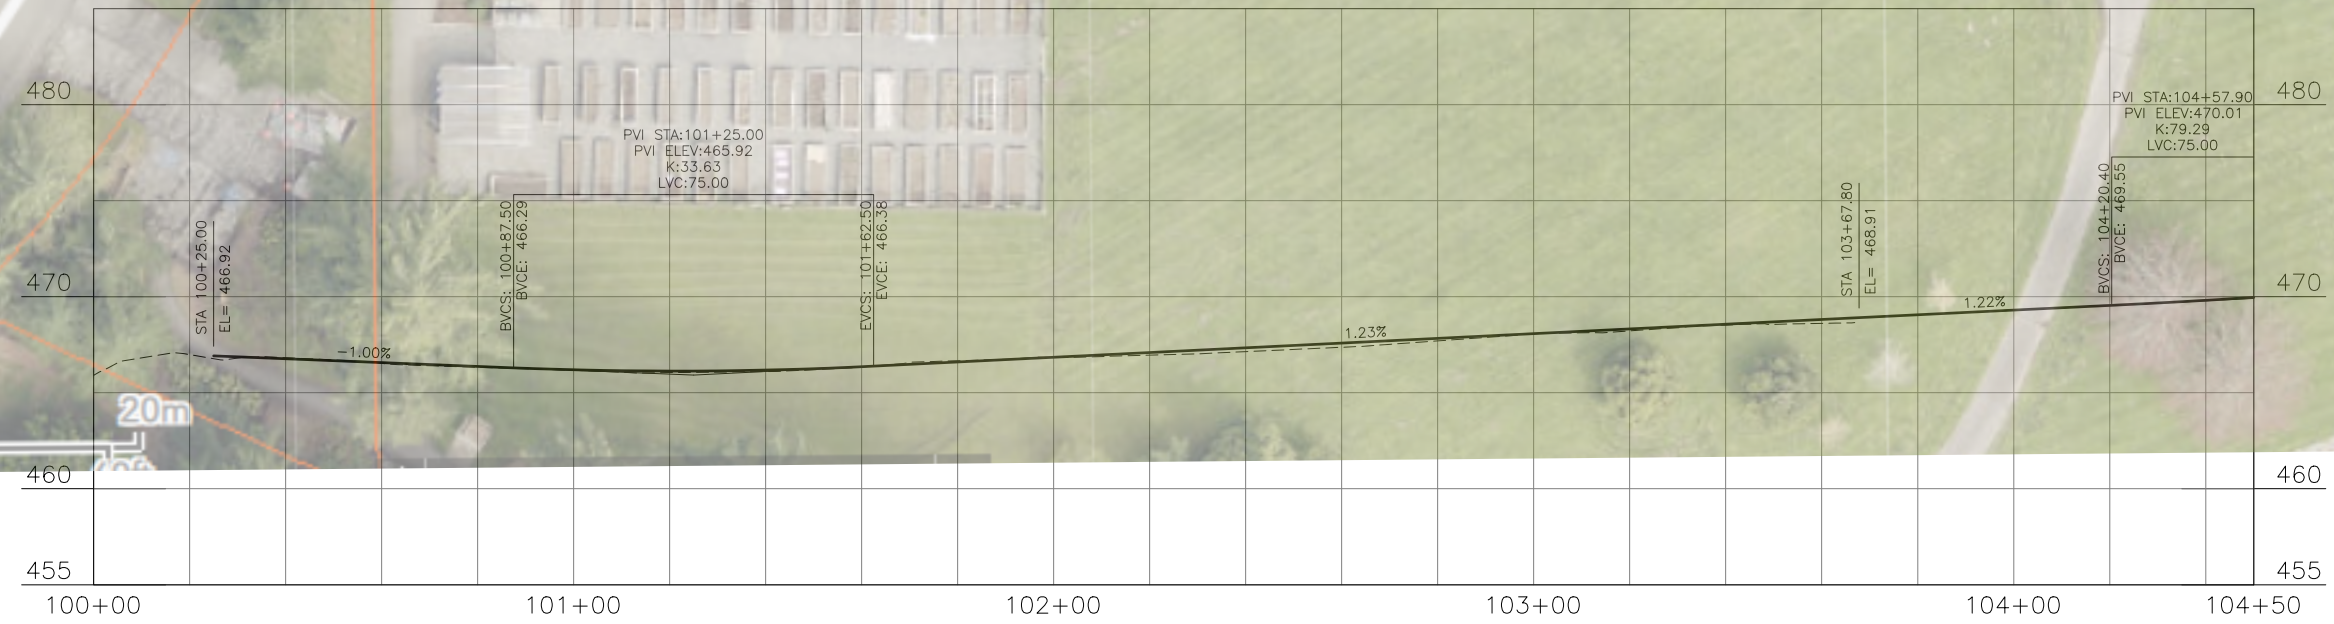 480
480
PVI STA:104+57.90
PVI ELEV:470.01
K:79.29
LVC:75.00
PVI STA:101+25.00
PVI ELEV:465.92
K:33.63
LVC:75.00
STA 100+25.00
EL= 466.92
BVCS: 100+87.50
BVCE: 466.29
EVCS: 101+62.50
EVCE: 466.38
STA 103+67.80
EL= 468.91
BVCS: 104+20.40
BVCE: 469.55
470
470
-1.00%
1.23%
1.22%
20m
460
460
455
455
100+00
101+00
102+00
103+00
104+00
104+50